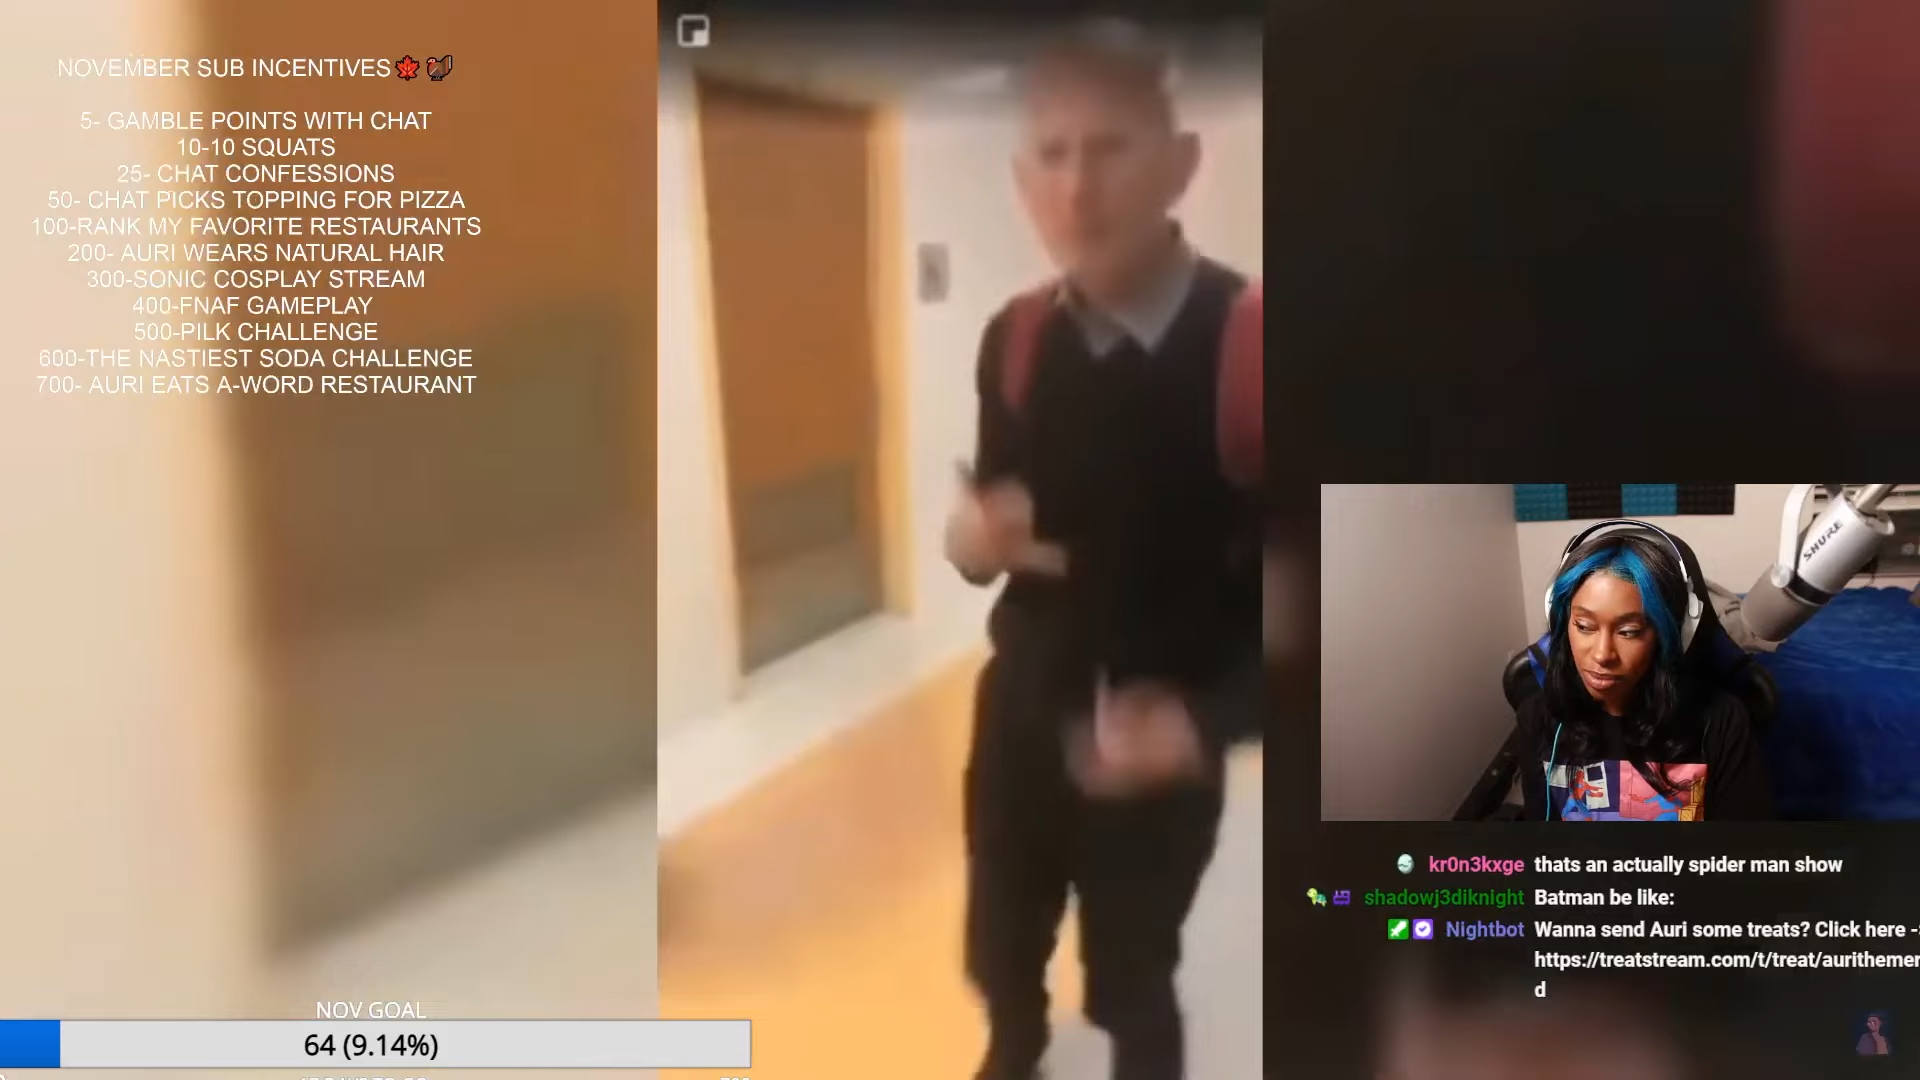 NOVEMBER SUB INCENTIVES🍁🦃
5- GAMBLE POINTS WITH CHAT
10-10 SQUATS
25- CHAT CONFESSIONS
50- CHAT PICKS TOPPING FOR PIZZA
100-RANK MY FAVORITE RESTAURANTS
200- AURI WEARS NATURAL HAIR
300-SONIC COSPLAY STREAM
400-FNAF GAMEPLAY
500-PILK CHALLENGE
600-THE NASTIEST SODA CHALLENGE
700- AURI EATS A-WORD RESTAURANT
SHURE
kr0n3kxge thats an actually spider man show
shadowj3diknight Batman be like:
Nightbot Wanna send Auri some treats? Click here -
https://treatstream.com/t/treat/aurithemer
d
NOV GOAL
64 (9.14%)